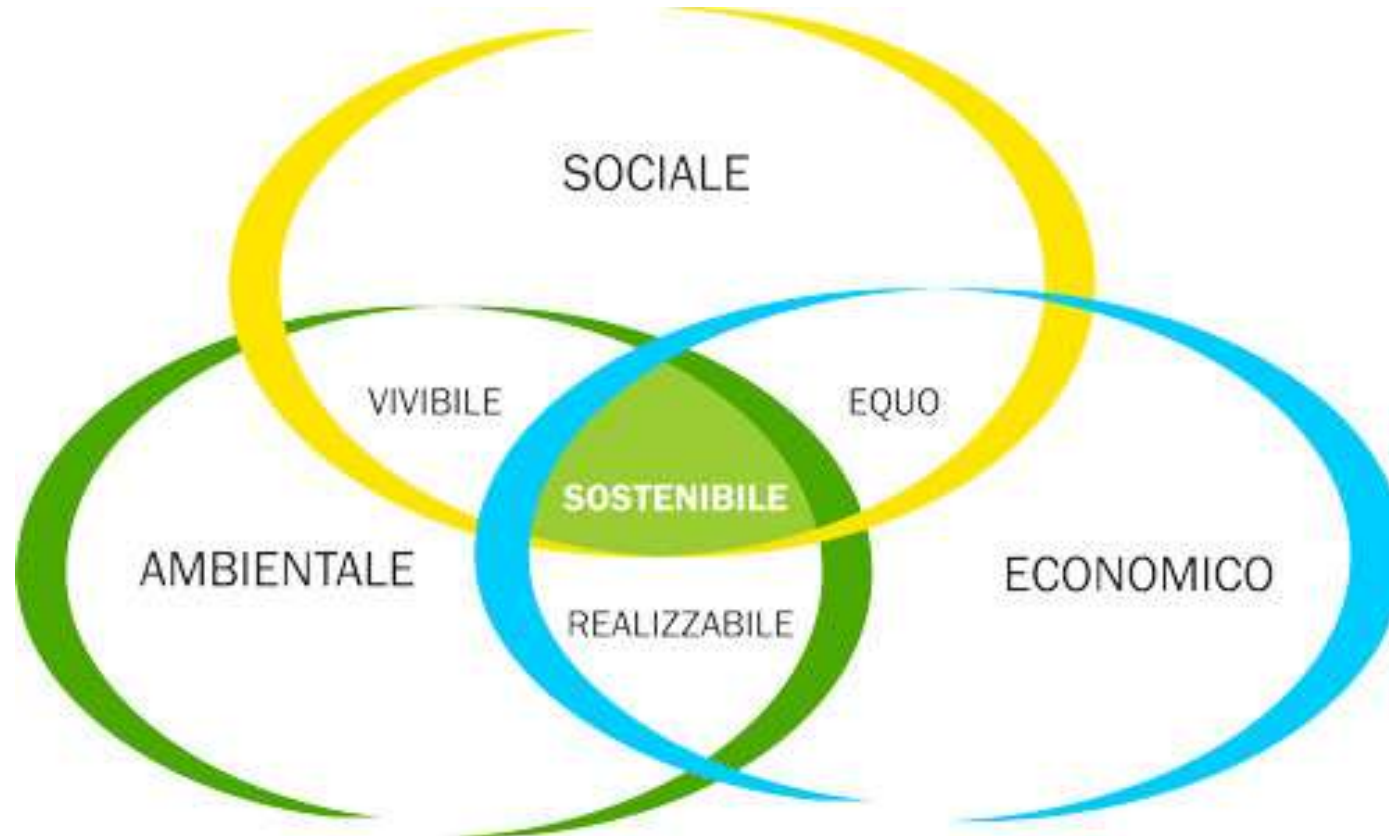 SOCIALE
VIVIBILE
EQUO
SOSTENIBILE
AMBIENTALE
ECONOMICO
REALIZZABILE